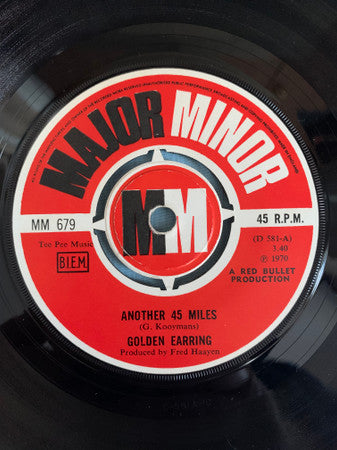 MAJOR MINOR
MM
MM 679
45 R.P.M.
Tee Pee Music
BIEM
(D 581-A)
3.40
℗ 1970
A RED BULLET
PRODUCTION
ANOTHER 45 MILES
(G. Kooymans)
GOLDEN EARRING
Produced by Fred Haayen